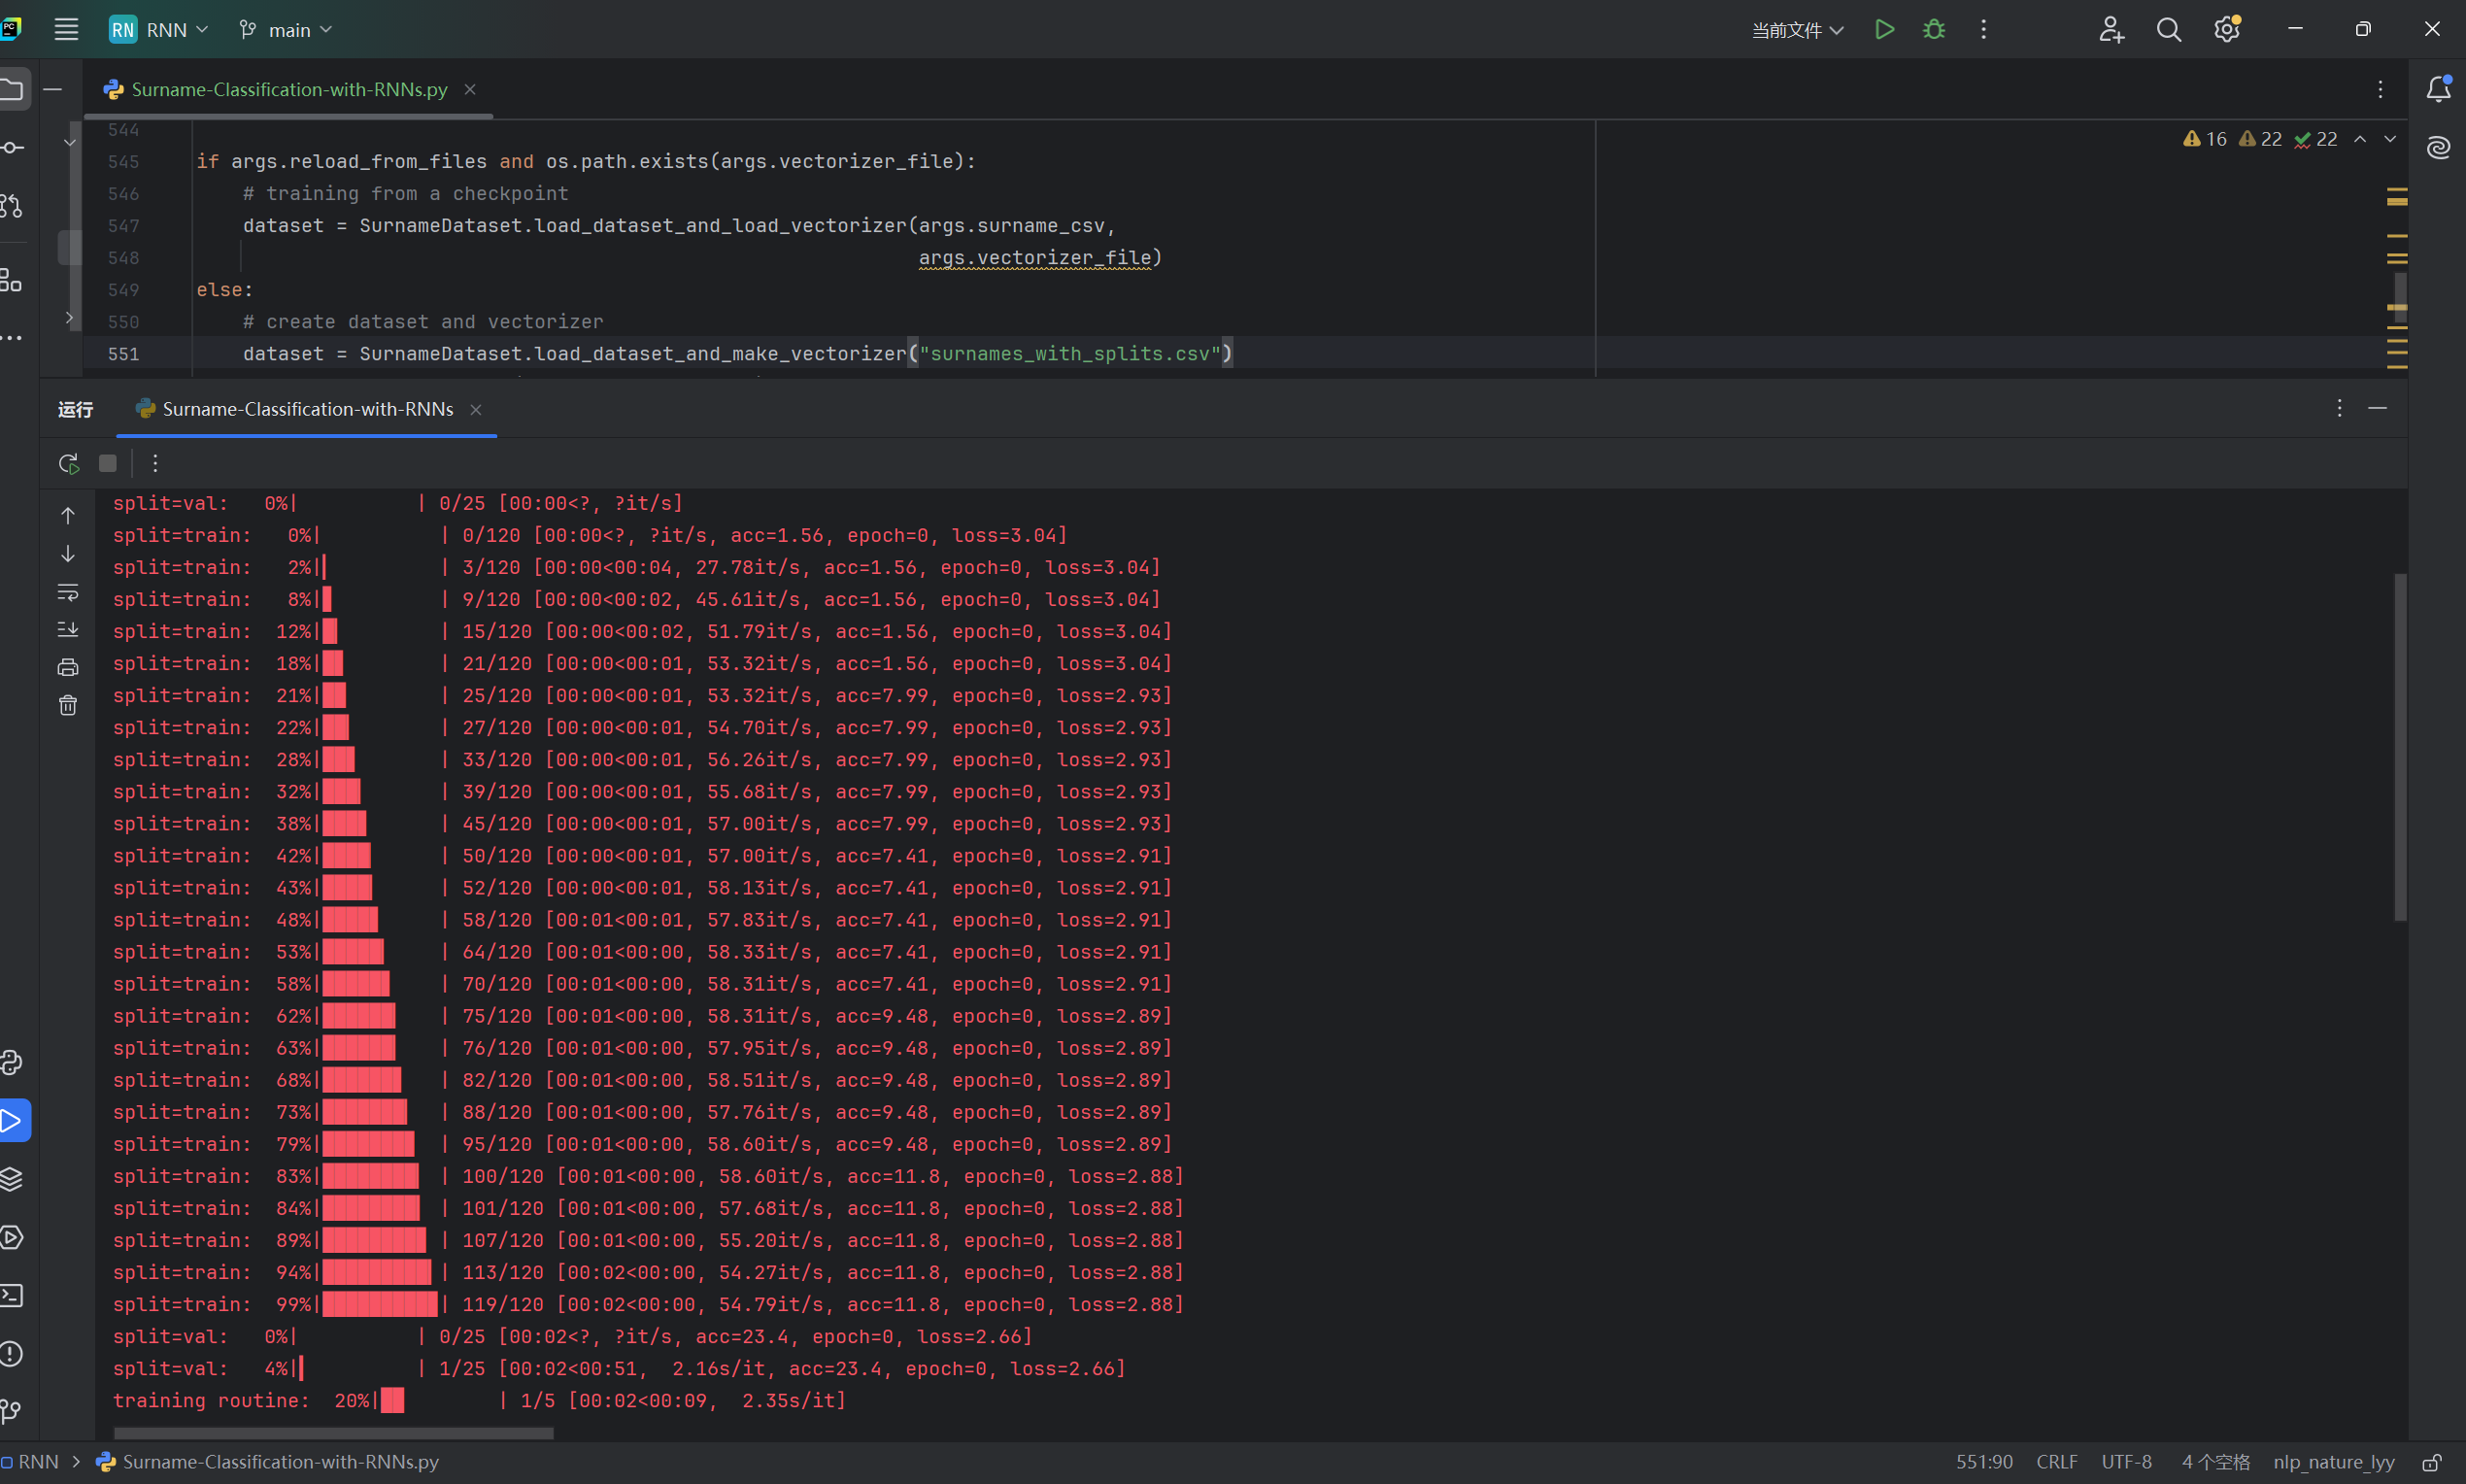 PC
RN RNN main 当前文件
Surname-Classification-with-RNNs.py
16 22 22
544
545 if args.reload_from_files and os.path.exists(args.vectorizer_file):
546 # training from a checkpoint
547 dataset = SurnameDataset.load_dataset_and_load_vectorizer(args.surname_csv,
548 args.vectorizer_file)
549 else:
550 # create dataset and vectorizer
551 dataset = SurnameDataset.load_dataset_and_make_vectorizer("surnames_with_splits.csv")
运行 Surname-Classification-with-RNNs
split=val:   0%|          | 0/25 [00:00<?, ?it/s]
split=train:   0%|          | 0/120 [00:00<?, ?it/s, acc=1.56, epoch=0, loss=3.04]
split=train:   2%|          | 3/120 [00:00<00:04, 27.78it/s, acc=1.56, epoch=0, loss=3.04]
split=train:   8%|          | 9/120 [00:00<00:02, 45.61it/s, acc=1.56, epoch=0, loss=3.04]
split=train:  12%|          | 15/120 [00:00<00:02, 51.79it/s, acc=1.56, epoch=0, loss=3.04]
split=train:  18%|          | 21/120 [00:00<00:01, 53.32it/s, acc=1.56, epoch=0, loss=3.04]
split=train:  21%|          | 25/120 [00:00<00:01, 53.32it/s, acc=7.99, epoch=0, loss=2.93]
split=train:  22%|          | 27/120 [00:00<00:01, 54.70it/s, acc=7.99, epoch=0, loss=2.93]
split=train:  28%|          | 33/120 [00:00<00:01, 56.26it/s, acc=7.99, epoch=0, loss=2.93]
split=train:  32%|          | 39/120 [00:00<00:01, 55.68it/s, acc=7.99, epoch=0, loss=2.93]
split=train:  38%|          | 45/120 [00:00<00:01, 57.00it/s, acc=7.99, epoch=0, loss=2.93]
split=train:  42%|          | 50/120 [00:00<00:01, 57.00it/s, acc=7.41, epoch=0, loss=2.91]
split=train:  43%|          | 52/120 [00:00<00:01, 58.13it/s, acc=7.41, epoch=0, loss=2.91]
split=train:  48%|          | 58/120 [00:01<00:01, 57.83it/s, acc=7.41, epoch=0, loss=2.91]
split=train:  53%|          | 64/120 [00:01<00:00, 58.33it/s, acc=7.41, epoch=0, loss=2.91]
split=train:  58%|          | 70/120 [00:01<00:00, 58.31it/s, acc=7.41, epoch=0, loss=2.91]
split=train:  62%|          | 75/120 [00:01<00:00, 58.31it/s, acc=9.48, epoch=0, loss=2.89]
split=train:  63%|          | 76/120 [00:01<00:00, 57.95it/s, acc=9.48, epoch=0, loss=2.89]
split=train:  68%|          | 82/120 [00:01<00:00, 58.51it/s, acc=9.48, epoch=0, loss=2.89]
split=train:  73%|          | 88/120 [00:01<00:00, 57.76it/s, acc=9.48, epoch=0, loss=2.89]
split=train:  79%|          | 95/120 [00:01<00:00, 58.60it/s, acc=9.48, epoch=0, loss=2.89]
split=train:  83%|          | 100/120 [00:01<00:00, 58.60it/s, acc=11.8, epoch=0, loss=2.88]
split=train:  84%|          | 101/120 [00:01<00:00, 57.68it/s, acc=11.8, epoch=0, loss=2.88]
split=train:  89%|          | 107/120 [00:01<00:00, 55.20it/s, acc=11.8, epoch=0, loss=2.88]
split=train:  94%|          | 113/120 [00:02<00:00, 54.27it/s, acc=11.8, epoch=0, loss=2.88]
split=train:  99%|          | 119/120 [00:02<00:00, 54.79it/s, acc=11.8, epoch=0, loss=2.88]
split=val:   0%|          | 0/25 [00:02<?, ?it/s, acc=23.4, epoch=0, loss=2.66]
split=val:   4%|          | 1/25 [00:02<00:51,  2.16s/it, acc=23.4, epoch=0, loss=2.66]
training routine:  20%|          | 1/5 [00:02<00:09,  2.35s/it]
RNN > Surname-Classification-with-RNNs.py 551:90 CRLF UTF-8 4 个空格 nlp_nature_lyy